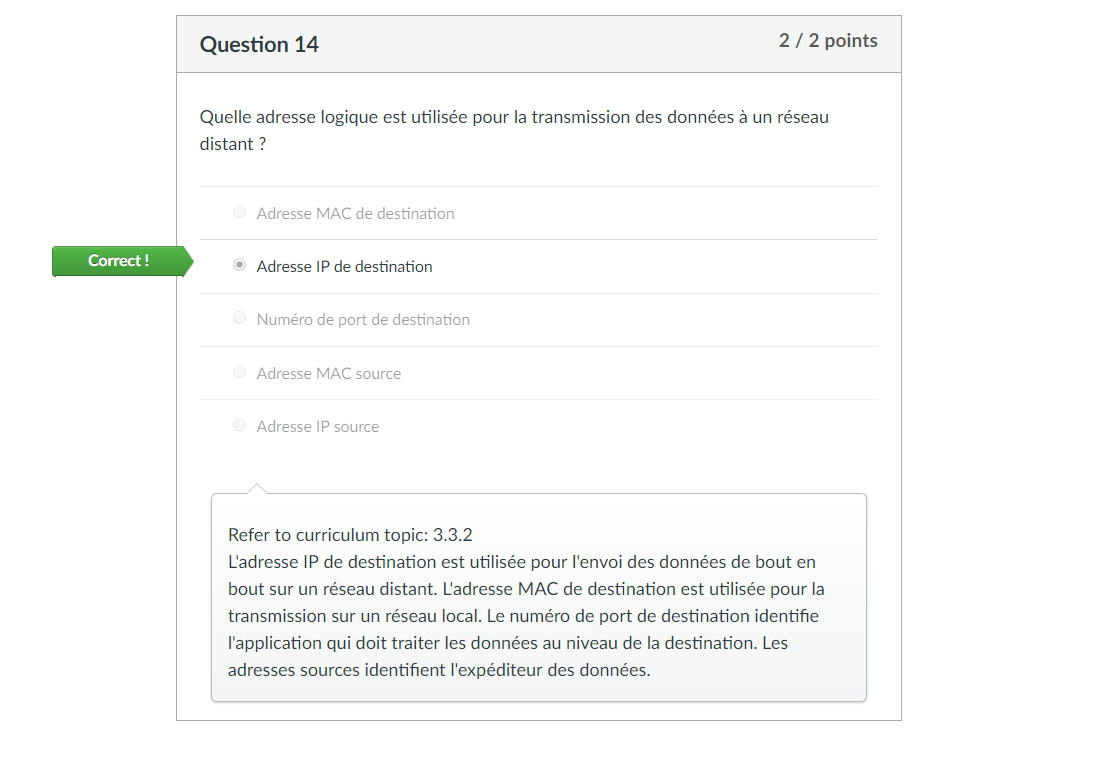 Question 14
2 / 2 points
Quelle adresse logique est utilisée pour la transmission des données à un réseau
distant ?
Adresse MAC de destination
Correct !
Adresse IP de destination
Numéro de port de destination
Adresse MAC source
Adresse IP source
Refer to curriculum topic: 3.3.2
L'adresse IP de destination est utilisée pour l'envoi des données de bout en
bout sur un réseau distant. L'adresse MAC de destination est utilisée pour la
transmission sur un réseau local. Le numéro de port de destination identifie
l'application qui doit traiter les données au niveau de la destination. Les
adresses sources identifient l'expéditeur des données.